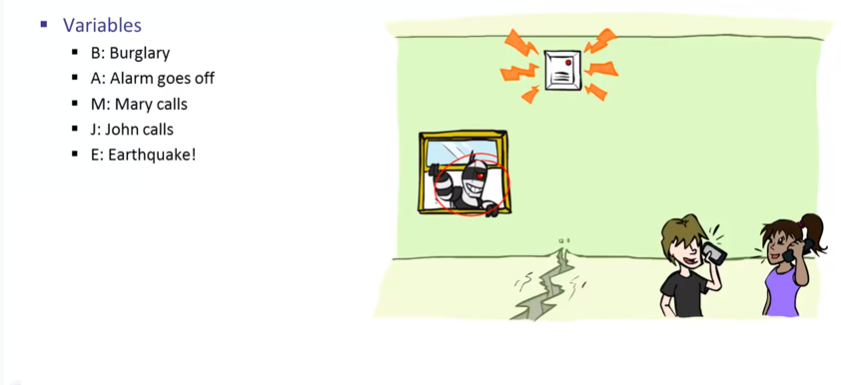 Variables
B: Burglary
A: Alarm goes off
M: Mary calls
J: John calls
E: Earthquake!